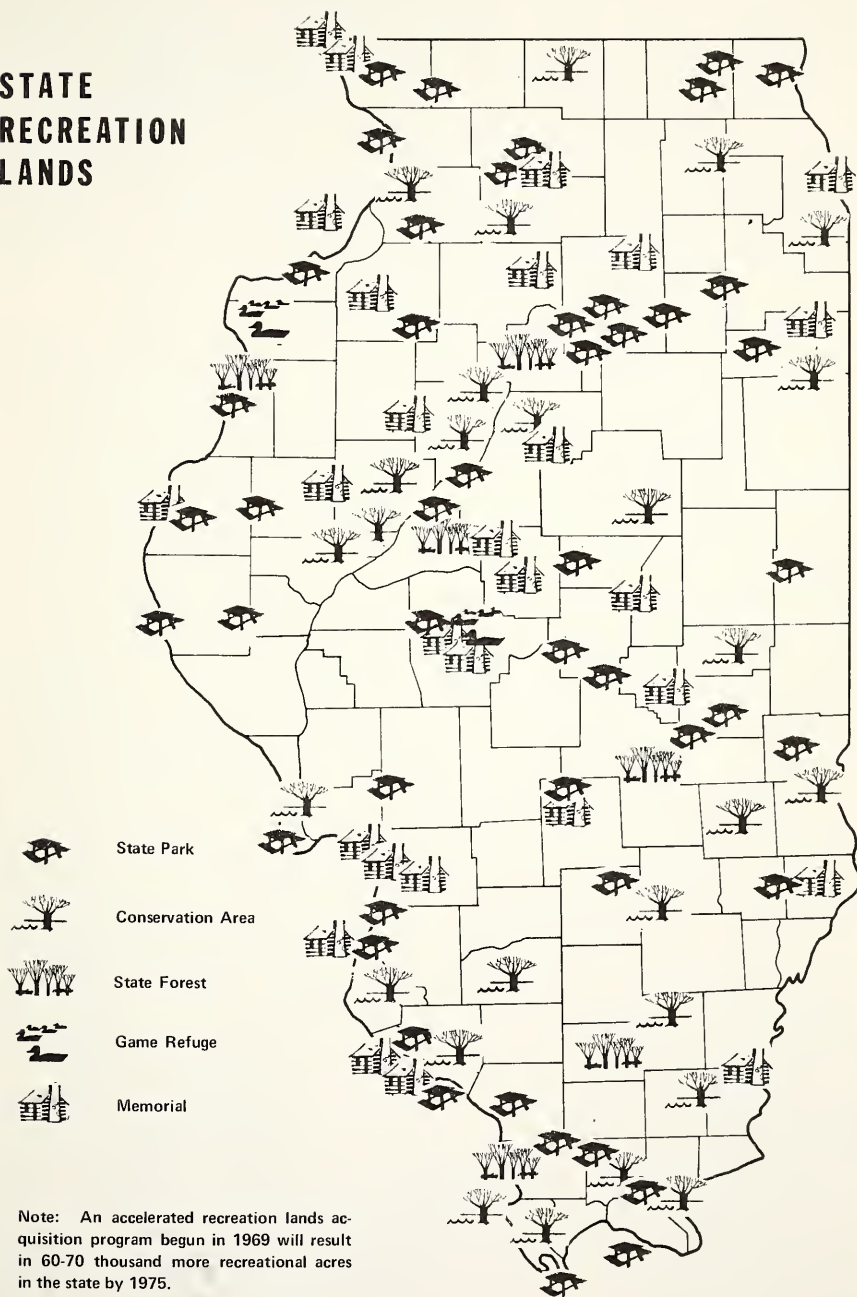 STATE
RECREATION
LANDS
State Park
Conservation Area
State Forest
Game Refuge
Memorial
Note: An accelerated recreation lands ac-
quisition program begun in 1969 will result
in 60-70 thousand more recreational acres
in the state by 1975.